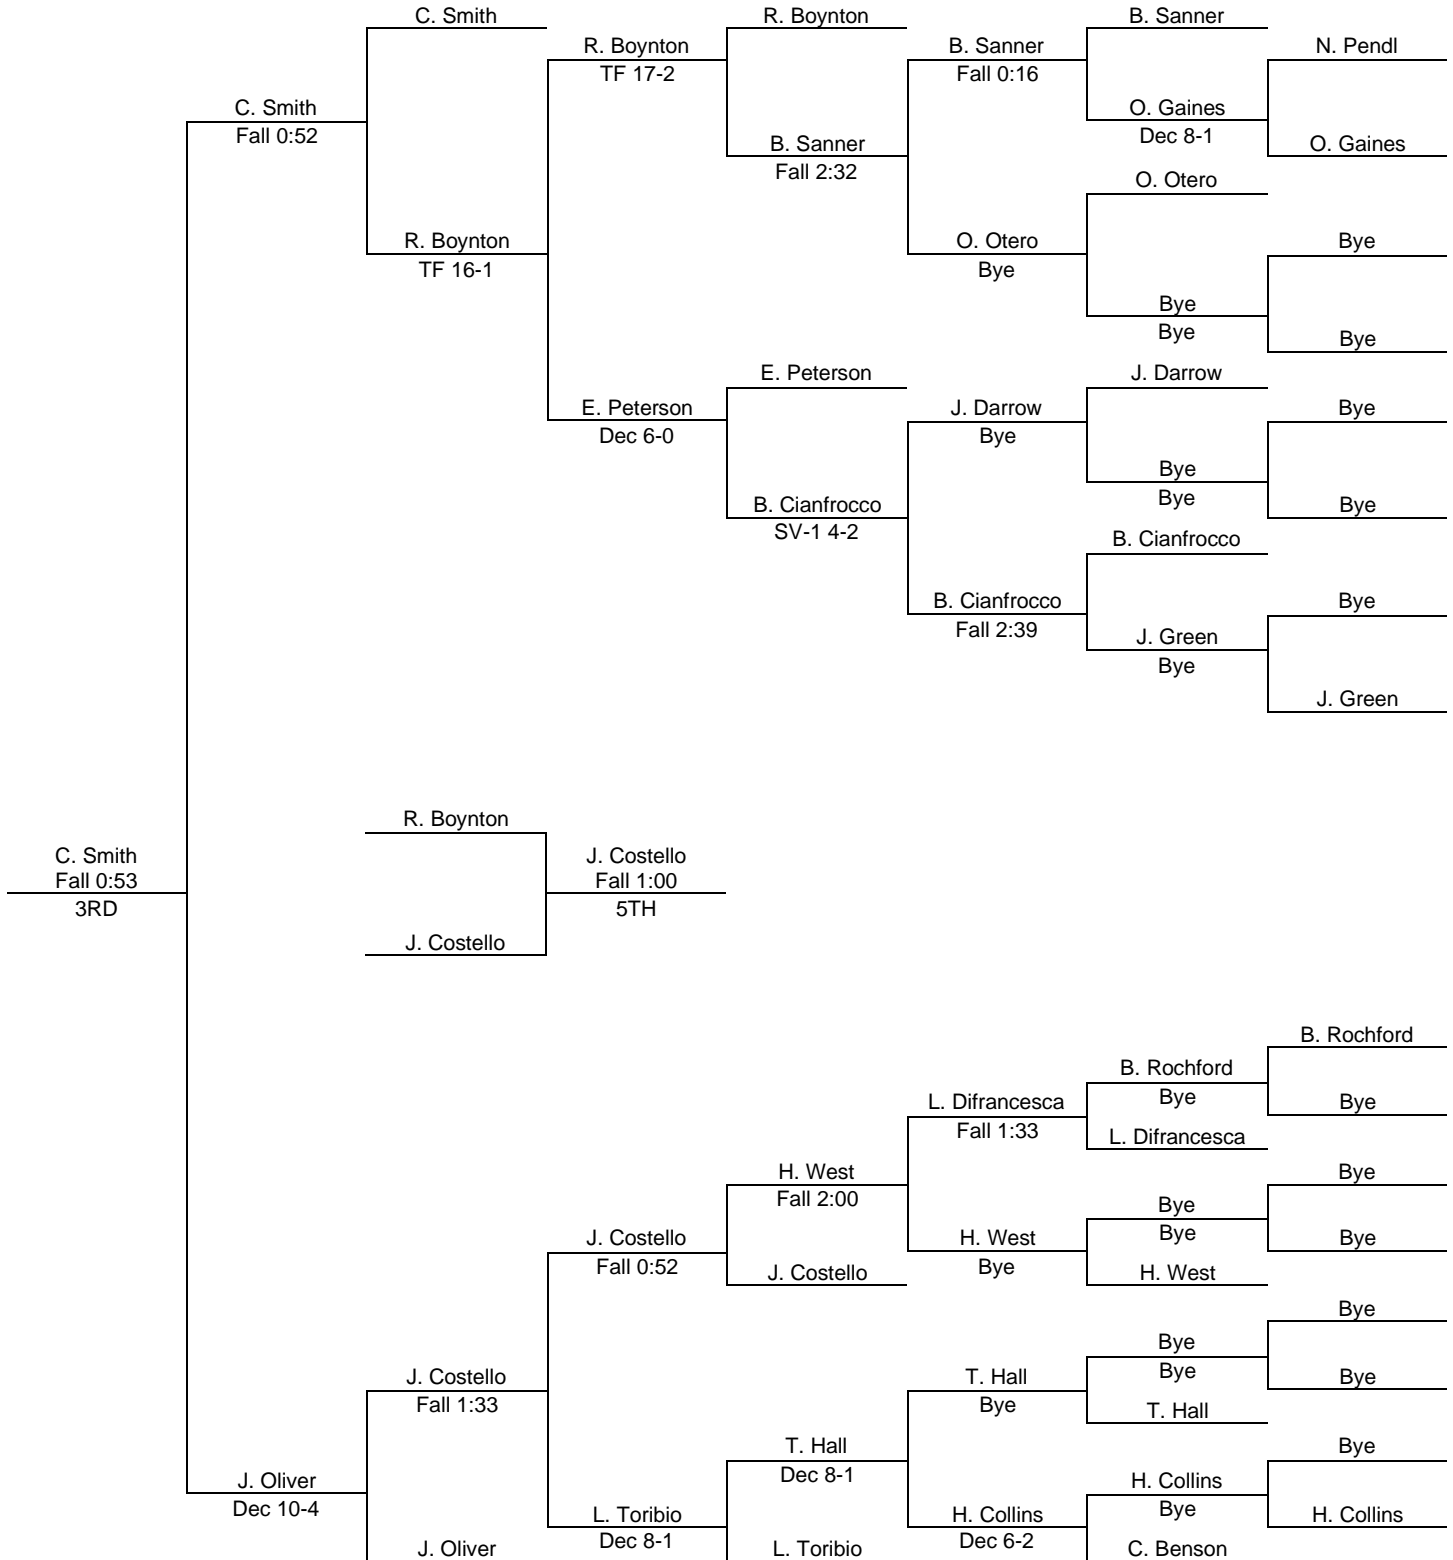 C. Smith
R. Boynton
B. Sanner
R. Boynton
TF 17-2
B. Sanner
Fall 0:16
N. Pendl
C. Smith
Fall 0:52
O. Gaines
Dec 8-1
B. Sanner
Fall 2:32
O. Gaines
O. Otero
R. Boynton
TF 16-1
O. Otero
Bye
Bye
Bye
Bye
Bye
E. Peterson
J. Darrow
E. Peterson
Dec 6-0
J. Darrow
Bye
Bye
Bye
Bye
B. Cianfrocco
SV-1 4-2
Bye
B. Cianfrocco
B. Cianfrocco
Fall 2:39
Bye
J. Green
Bye
J. Green
R. Boynton
C. Smith
Fall 0:53
3RD
J. Costello
Fall 1:00
5TH
J. Costello
B. Rochford
B. Rochford
Bye
L. Difrancesca
Fall 1:33
Bye
L. Difrancesca
H. West
Fall 2:00
Bye
Bye
Bye
J. Costello
Fall 0:52
H. West
Bye
Bye
J. Costello
H. West
Bye
Bye
Bye
J. Costello
Fall 1:33
T. Hall
Bye
Bye
T. Hall
T. Hall
Dec 8-1
Bye
J. Oliver
Dec 10-4
H. Collins
Bye
L. Toribio
Dec 8-1
H. Collins
Dec 6-2
H. Collins
J. Oliver
L. Toribio
C. Benson